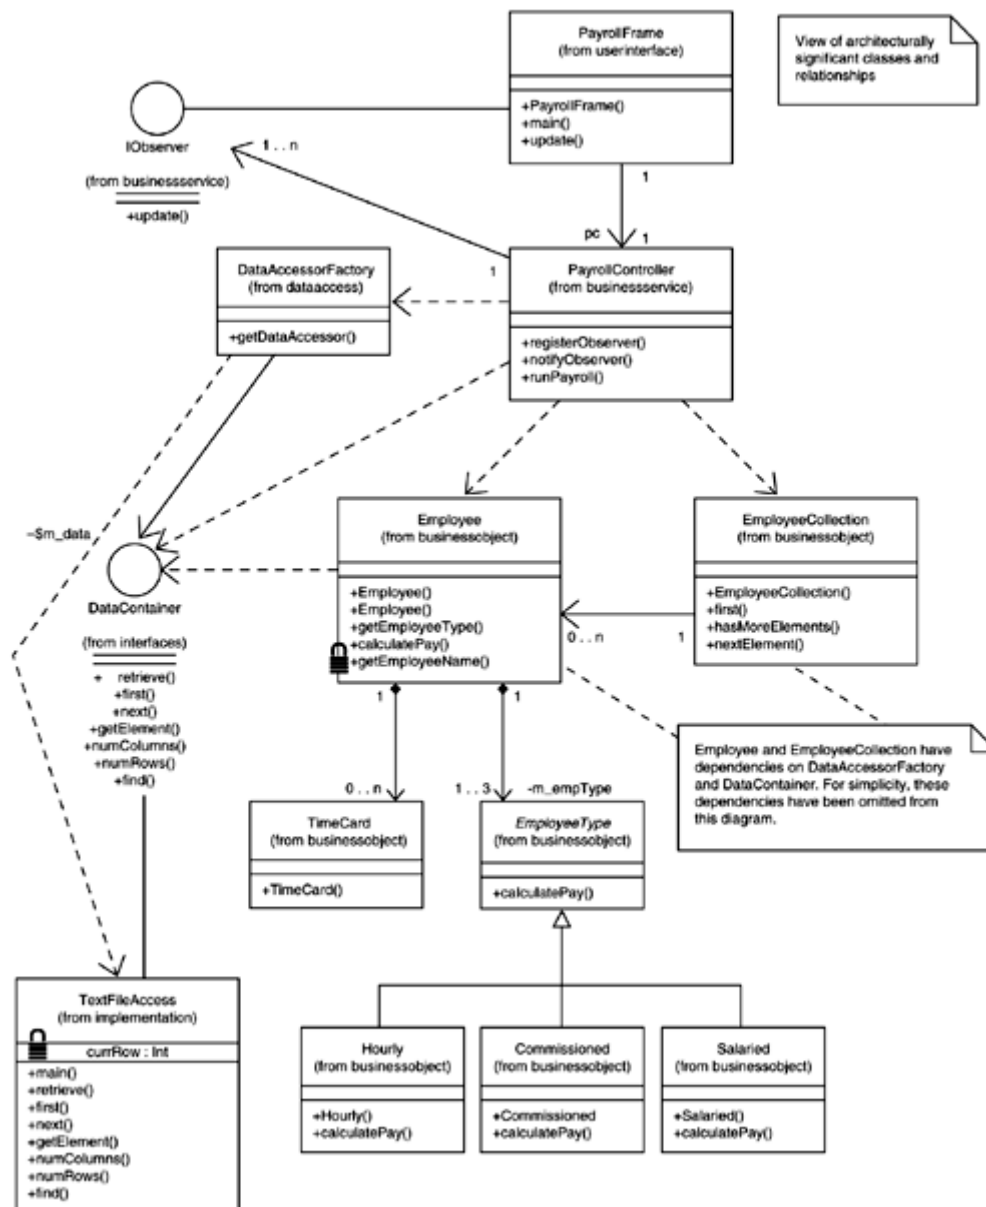 PayrollFrame
(from userinterface)
+PayrollFrame()
+main()
+update()
View of architecturally
significant classes and
relationships
IObserver
(from businessservice)
+update()
1 . . n
1
pc
1
1
DataAccessorFactory
(from dataaccess)
+getDataAccessor()
PayrollController
(from businessservice)
+registerObserver()
+notifyObserver()
+runPayroll()
–$m_data
DataContainer
(from interfaces)
+ retrieve()
+first()
+next()
+getElement()
+numColumns()
+numRows()
+find()
Employee
(from businessobject)
+Employee()
+Employee()
+getEmployeeType()
+calculatePay()
+getEmployeeName()
0 . . n
1
EmployeeCollection
(from businessobject)
+EmployeeCollection()
+first()
+hasMoreElements()
+nextElement()
1
1
Employee and EmployeeCollection have
dependencies on DataAccessorFactory
and DataContainer. For simplicity, these
dependencies have been omitted from
this diagram.
0 . . n
1 . . 3
-m_empType
TimeCard
(from businessobject)
+TimeCard()
EmployeeType
(from businessobject)
+calculatePay()
TextFileAccess
(from implementation)
currRow : Int
+main()
+retrieve()
+first()
+next()
+getElement()
+numColumns()
+numRows()
+find()
Hourly
(from businessobject)
+Hourly()
+calculatePay()
Commissioned
(from businessobject)
+Commissioned
+calculatePay()
Salaried
(from businessobject)
+Salaried()
+calculatePay()